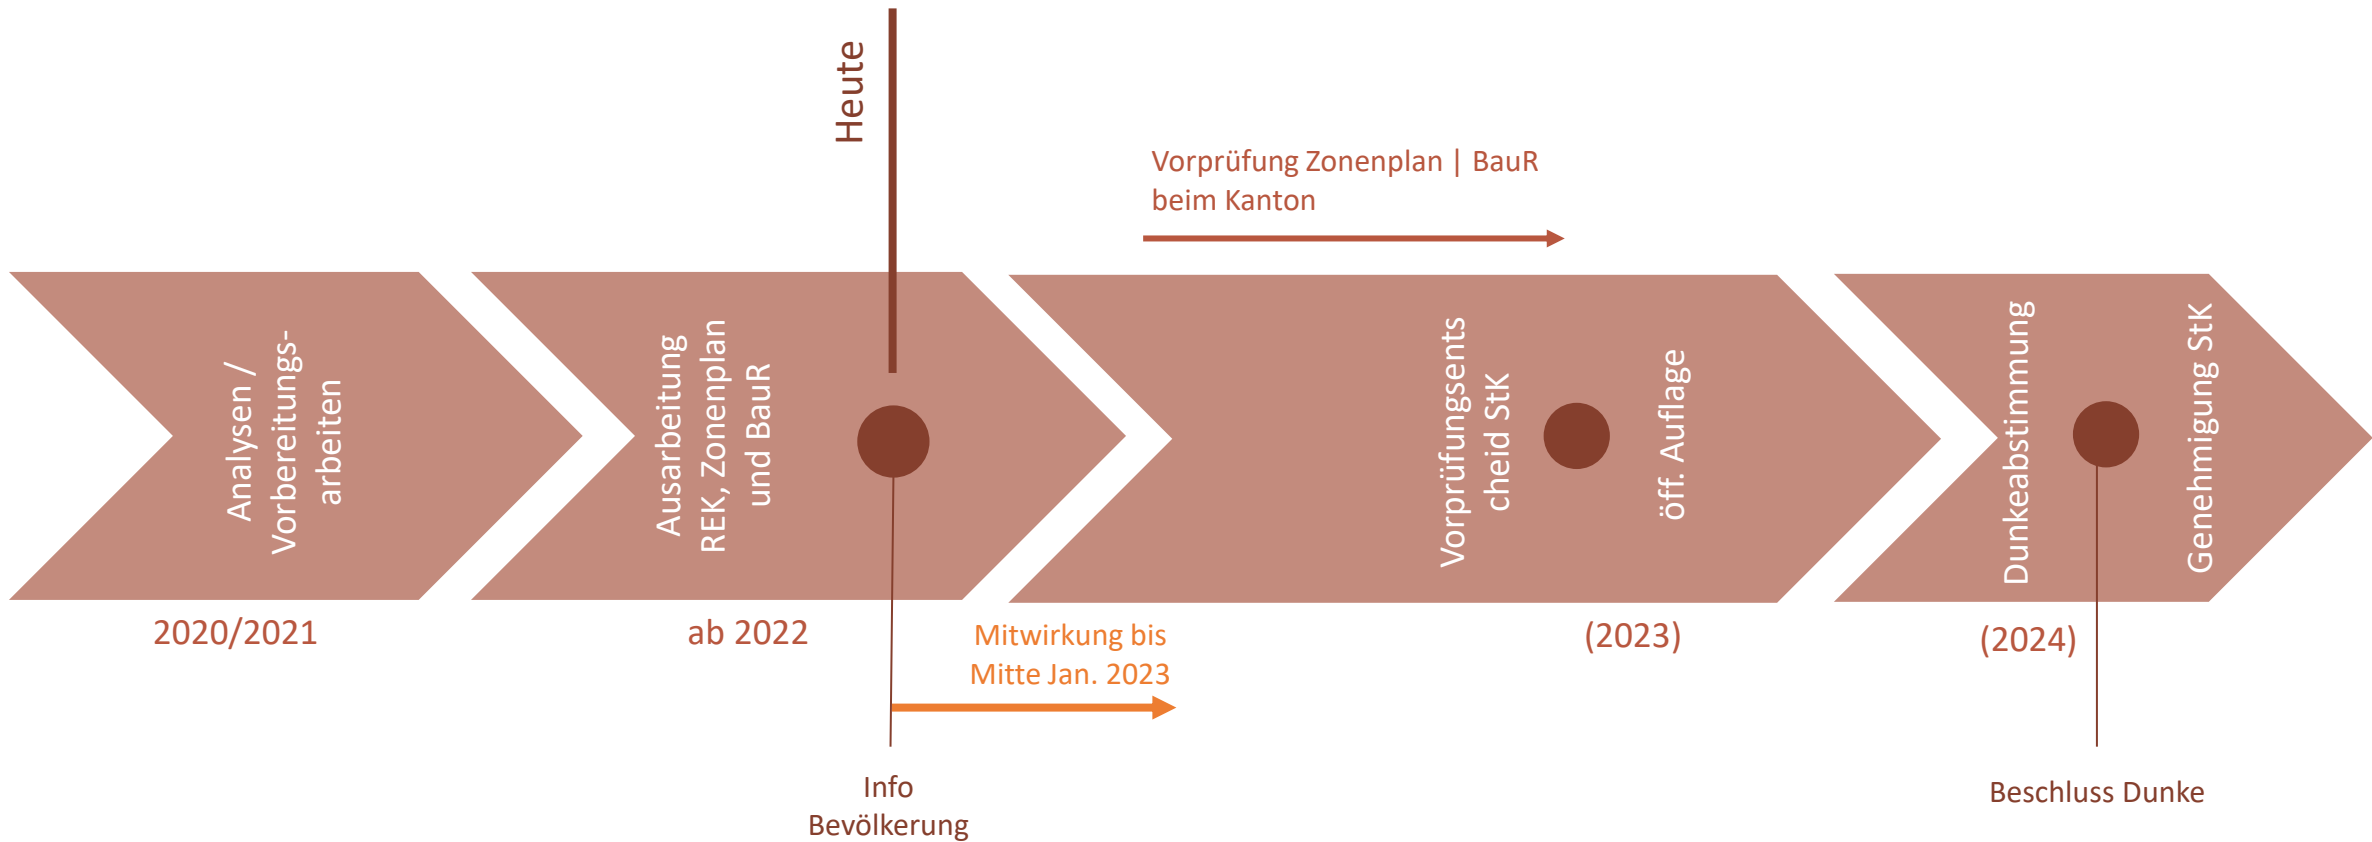 Heute
Vorprüfung Zonenplan | BauR
beim Kanton
Analysen /
Vorbereitungs-
arbeiten
Ausarbeitung
REK, Zonenplan
und BauR
Vorprüfungsents
cheid StK
öff. Auflage
Dunkeabstimmung
Genehmigung StK
2020/2021
ab 2022
(2023)
(2024)
Mitwirkung bis
Mitte Jan. 2023
Info
Bevölkerung
Beschluss Dunke